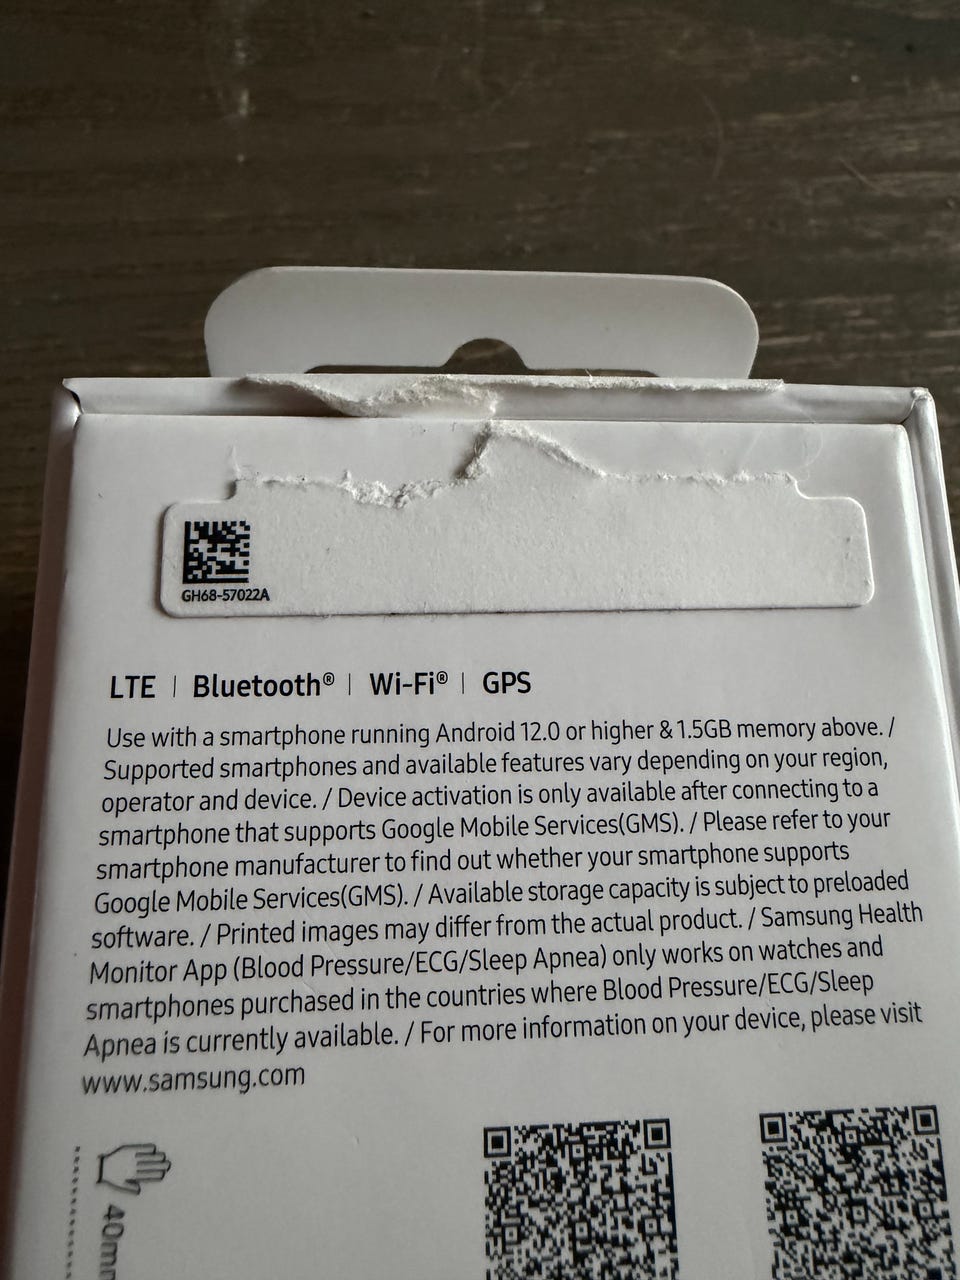 GH68-57022A
LTE | Bluetooth® | Wi-Fi® | GPS
Use with a smartphone running Android 12.0 or higher & 1.5GB memory above. /
Supported smartphones and available features vary depending on your region,
operator and device. / Device activation is only available after connecting to a
smartphone that supports Google Mobile Services(GMS). / Please refer to your
smartphone manufacturer to find out whether your smartphone supports
Google Mobile Services(GMS). / Available storage capacity is subject to preloaded
software. / Printed images may differ from the actual product. / Samsung Health
Monitor App (Blood Pressure/ECG/Sleep Apnea) only works on watches and
smartphones purchased in the countries where Blood Pressure/ECG/Sleep
Apnea is currently available. / For more information on your device, please visit
www.samsung.com
40mm